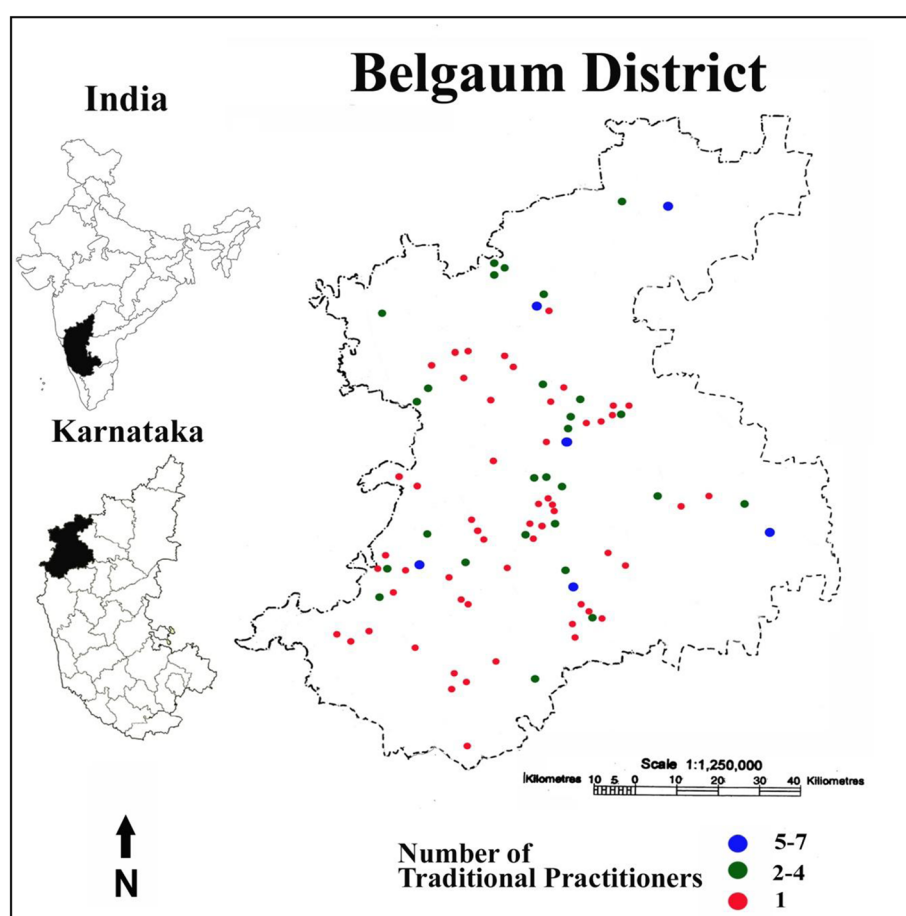 Belgaum District
India
Karnataka
Scale 1:1,250,000
Kilometres 10 5 0 10 20 30 40 Kiliometres
N
Number of
Traditional Practitioners
5-7
2-4
1